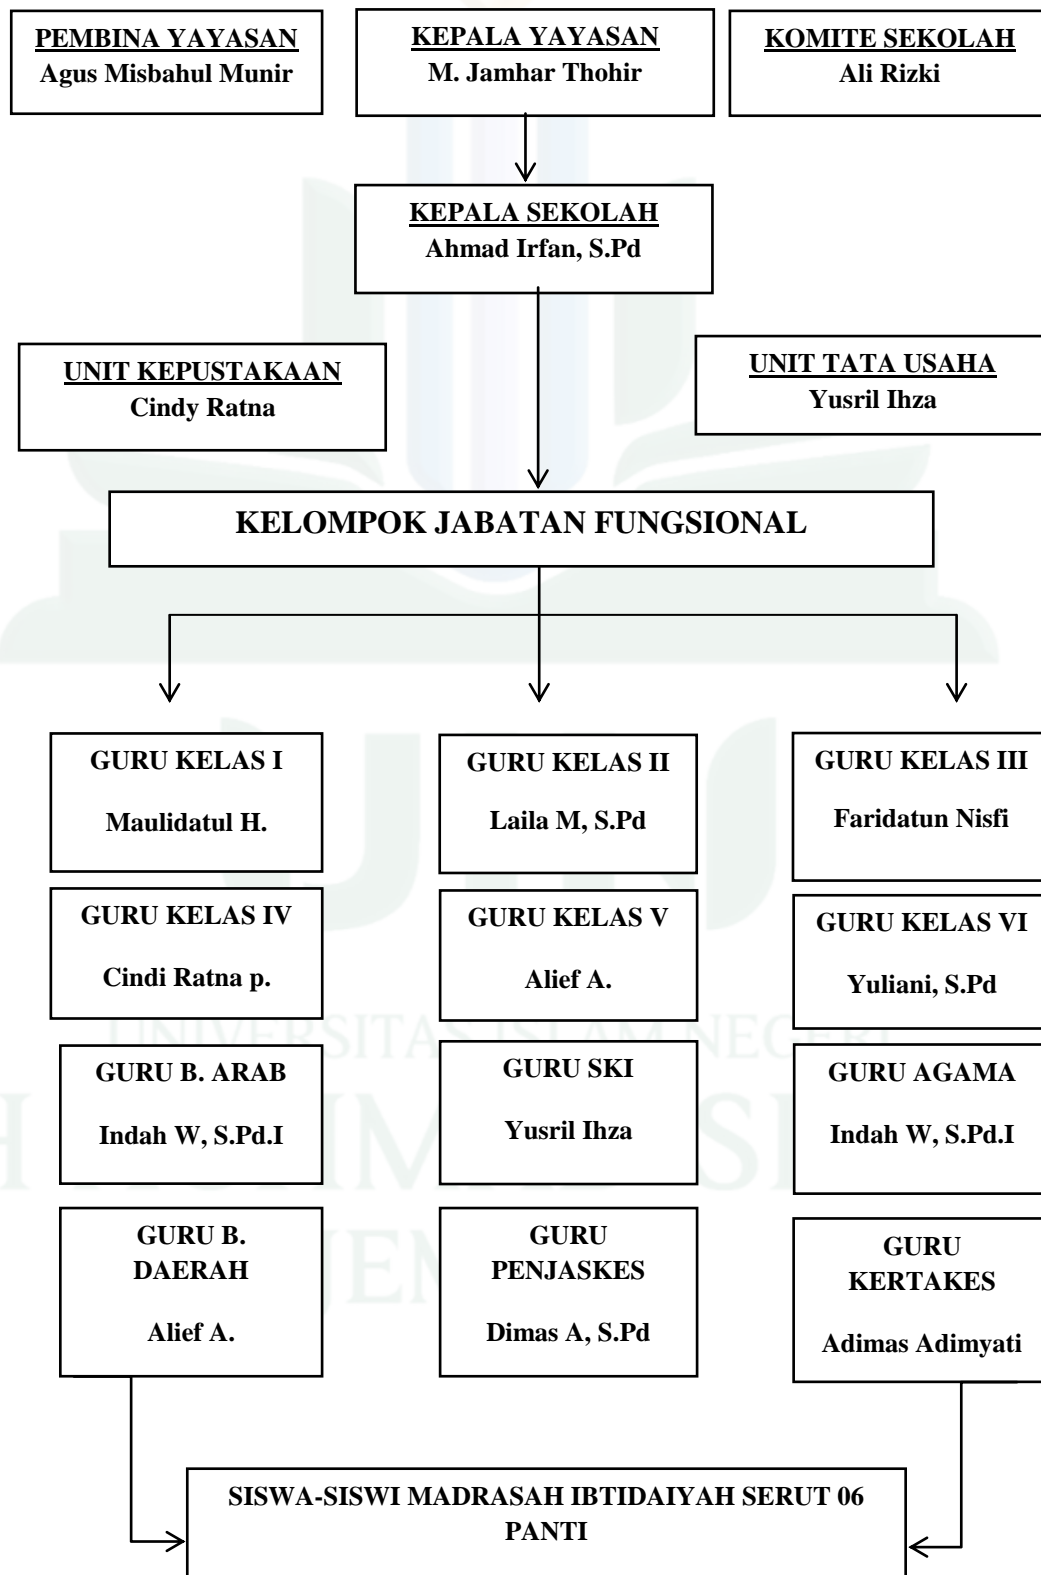 PEMBINA YAYASAN
Agus Misbahul Munir
KEPALA YAYASAN
M. Jamhar Thohir
KOMITE SEKOLAH
Ali Rizki
KEPALA SEKOLAH
Ahmad Irfan, S.Pd
UNIT KEPUSTAKAAN
Cindy Ratna
UNIT TATA USAHA
Yusril Ihza
KELOMPOK JABATAN FUNGSIONAL
GURU KELAS I
Maulidatul H.
GURU KELAS II
Laila M, S.Pd
GURU KELAS III
Faridatun Nisfi
GURU KELAS IV
Cindi Ratna p.
GURU KELAS V
Alief A.
GURU KELAS VI
Yuliani, S.Pd
UNIVERSITAS ISLAM NEGERI
GURU B. ARAB
Indah W, S.Pd.I
GURU SKI
Yusril Ihza
GURU AGAMA
Indah W, S.Pd.I
GURU B.
DAERAH
Alief A.
GURU
PENJASKES
Dimas A, S.Pd
GURU
KERTAKES
Adimas Adimyati
SISWA-SISWI MADRASAH IBTIDAIYAH SERUT 06
PANTI